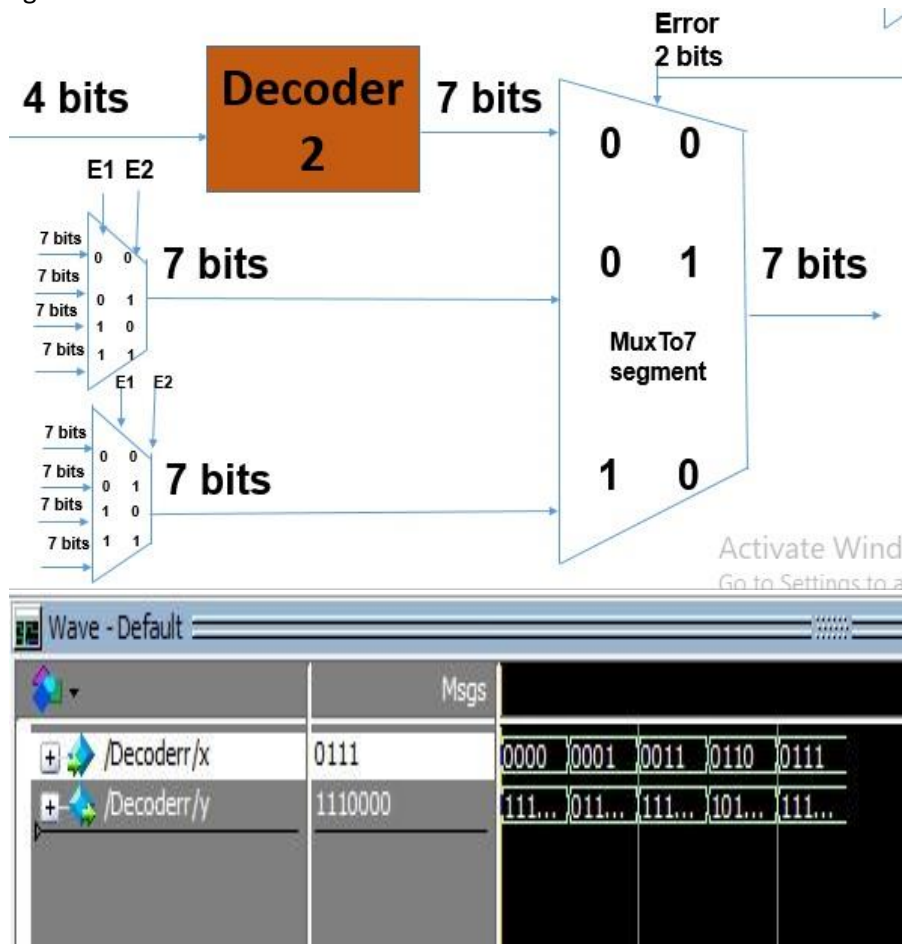 Error
2 bits
4 bits
Decoder
2
7 bits
0 0
E1 E2
7 bits
0 0
7 bits
7 bits
0 1
7 bits
1 0
7 bits
1 1
7 bits
0 1
7 bits
MuxTo7
segment
E1 E2
7 bits
0 0
7 bits
0 1
7 bits
1 0
7 bits
1 1
7 bits
1 0
Activate Wind
Go to Settings to a
Wave - Default
Msgs
/Decoderr/x 0111 0000 0001 0011 0110 0111
/Decoderr/y 1110000 111... 011... 111... 101... 111...